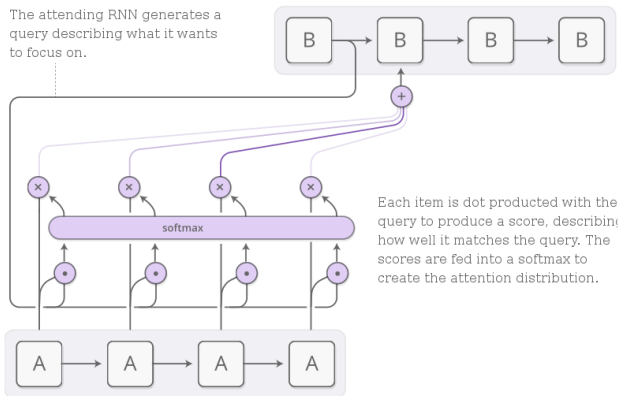 The attending RNN generates a
query describing what it wants
to focus on.
B B B B
+
× × × ×
softmax
Each item is dot producted with the
query to produce a score, describing
how well it matches the query. The
scores are fed into a softmax to
create the attention distribution.
A A A A